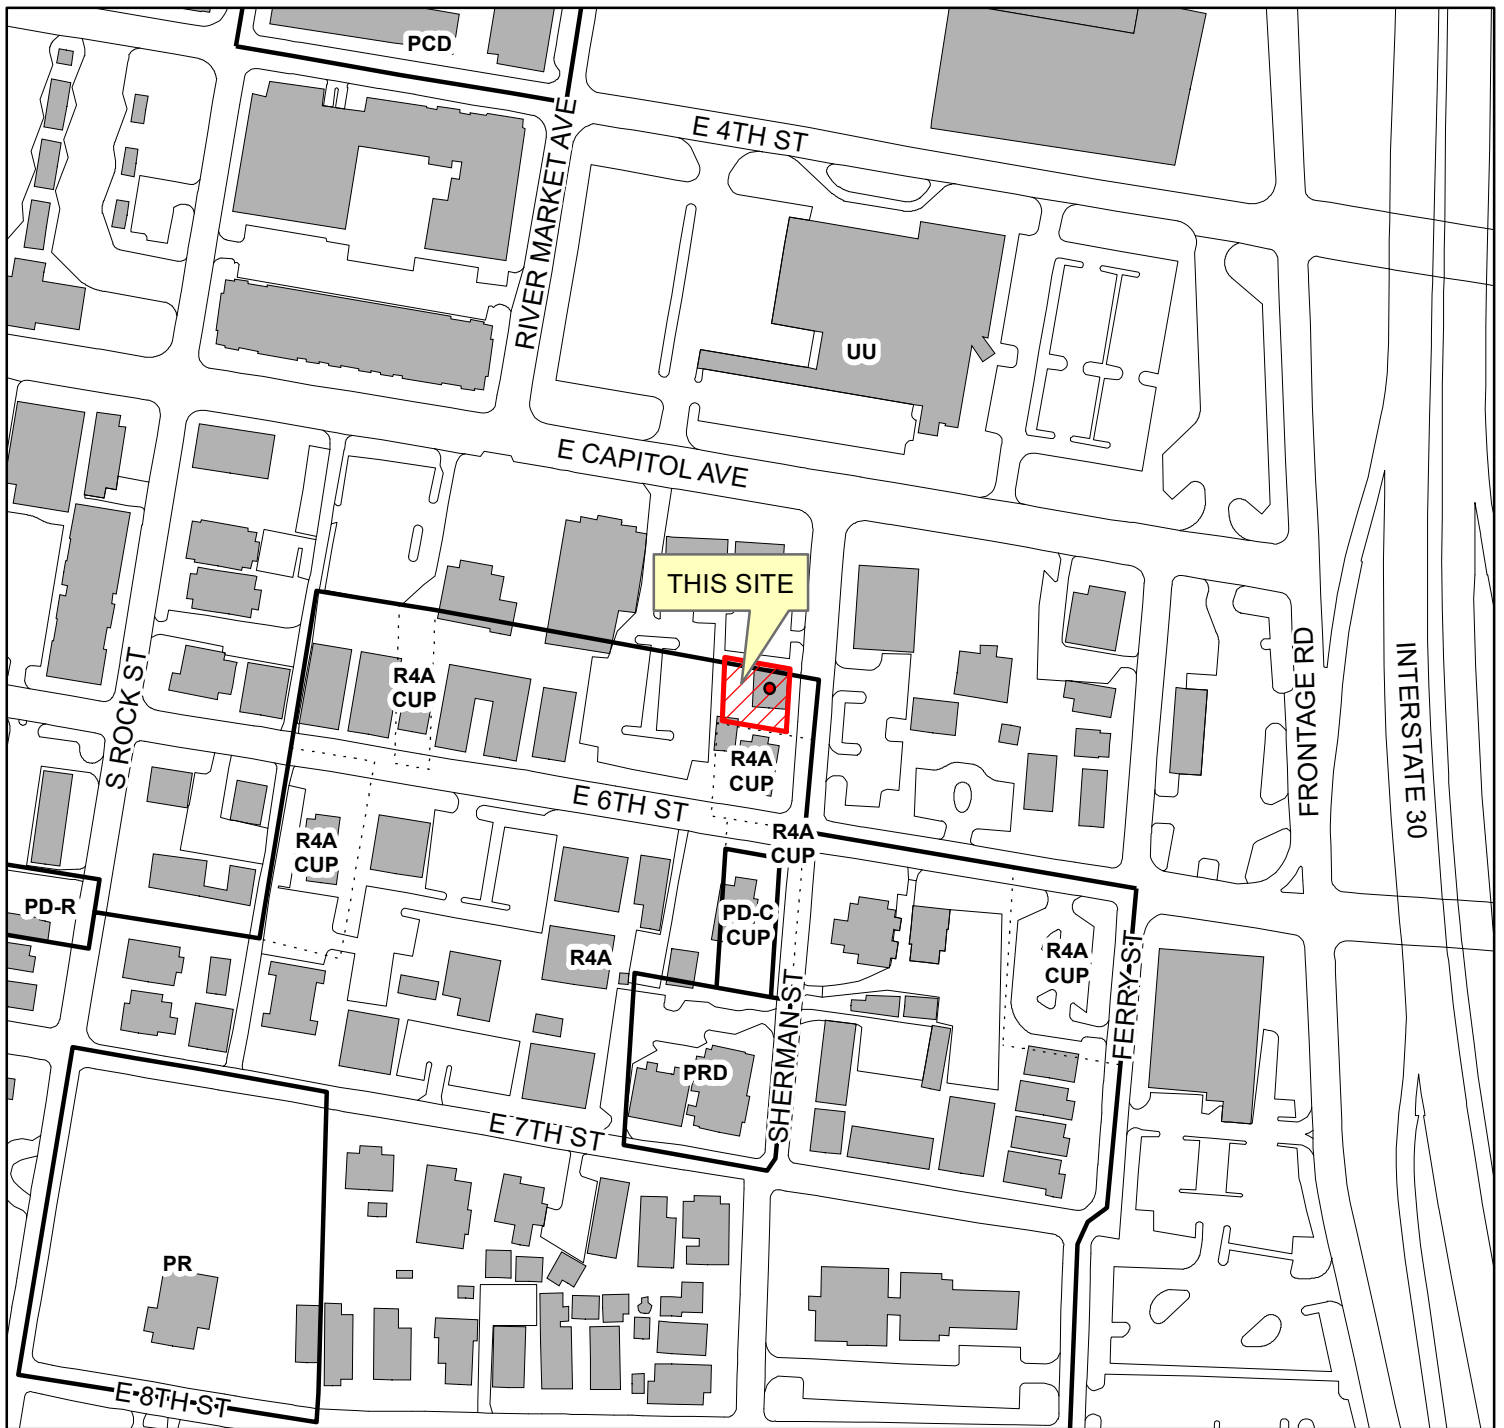 PCD
E 4TH ST
RIVER MARKET AVE
UU
E CAPITOL AVE
THIS SITE
S ROCK ST
R4A
CUP
FRONTAGE RD
INTERSTATE 30
R4A
CUP
E 6TH ST
R4A
CUP
R4A
CUP
PD-R
PD-C
CUP
R4A
R4A
CUP
SHERMAN ST
FERRY ST
PRD
E 7TH ST
PR
E 8TH ST